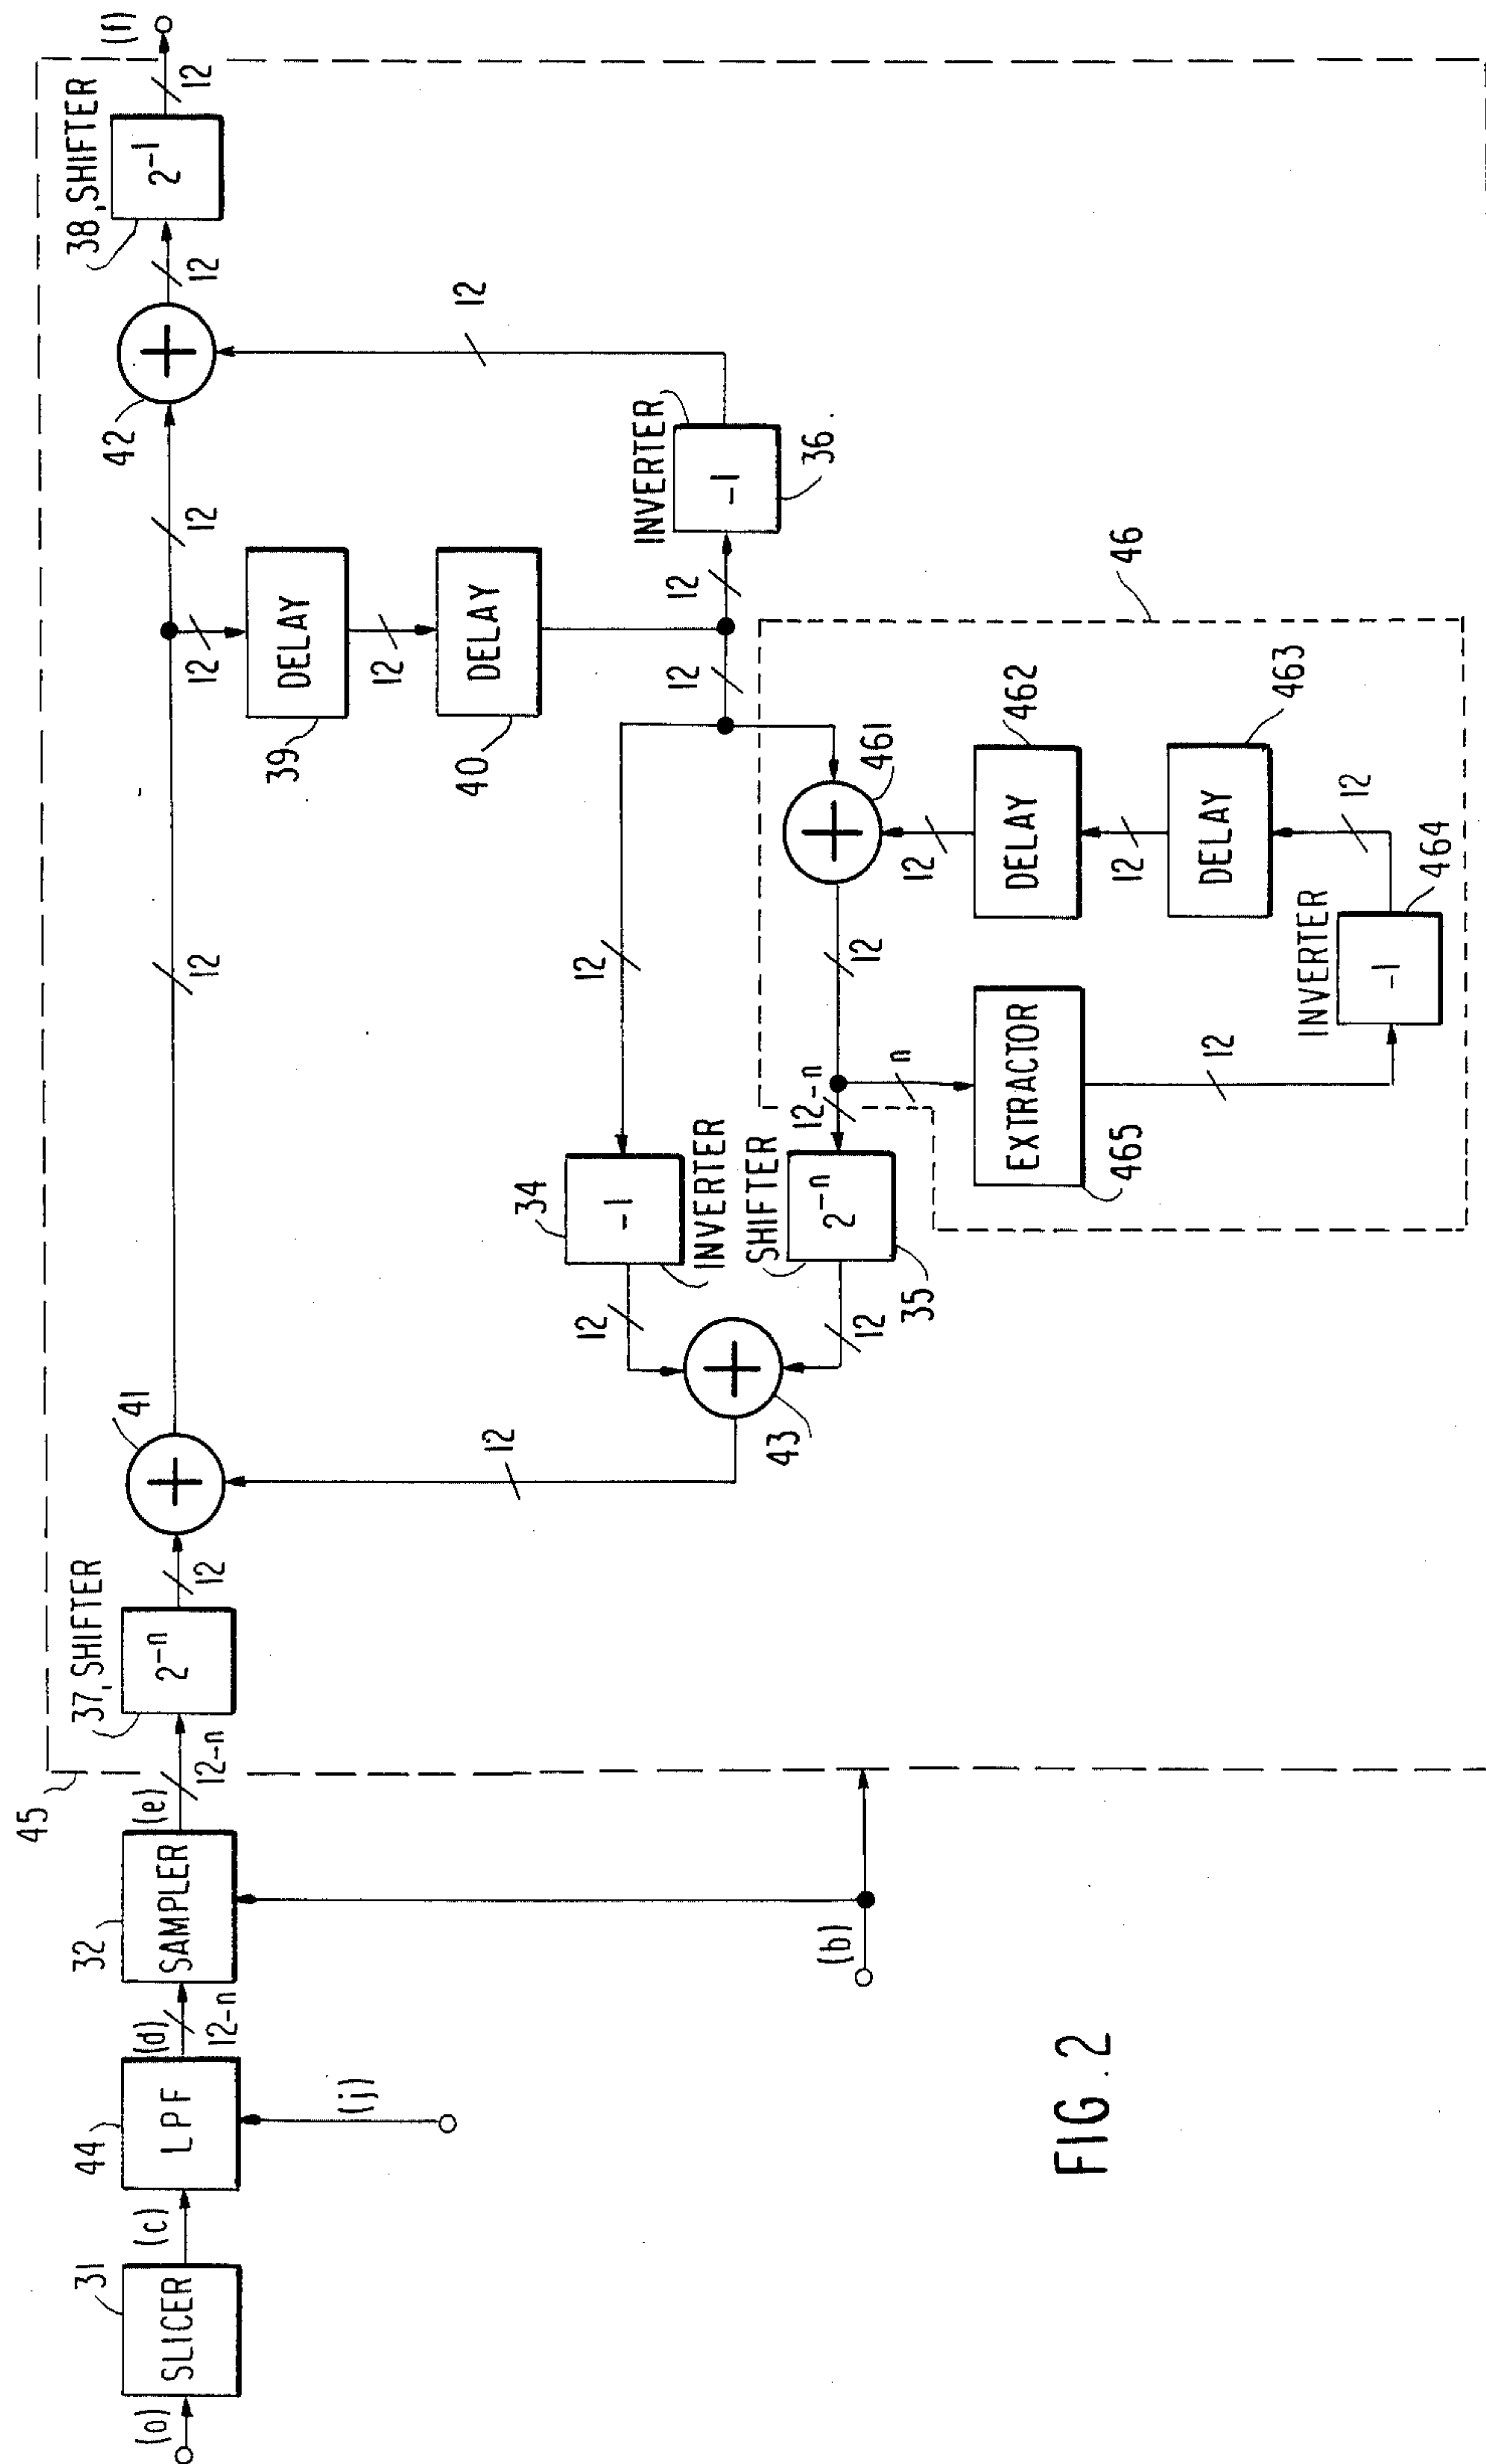 (a)
SLICER
31
(c)
LPF
44
(j)
(d)
12-n
SAMPLER
32
(b)
(e)
12-n
45
37, SHIFTER
2-n
12
41
12
12
12
42
12
38, SHIFTER
2-1
12
(f)
12
DELAY
39
12
DELAY
40
12
12
INVERTER
-1
36
12
12
34
-1
INVERTER
12
43
12
SHIFTER
2-n
35
12-n
n
12
46
461
12
DELAY
462
12
DELAY
463
12
INVERTER
-1
464
12
EXTRACTOR
465
FIG. 2